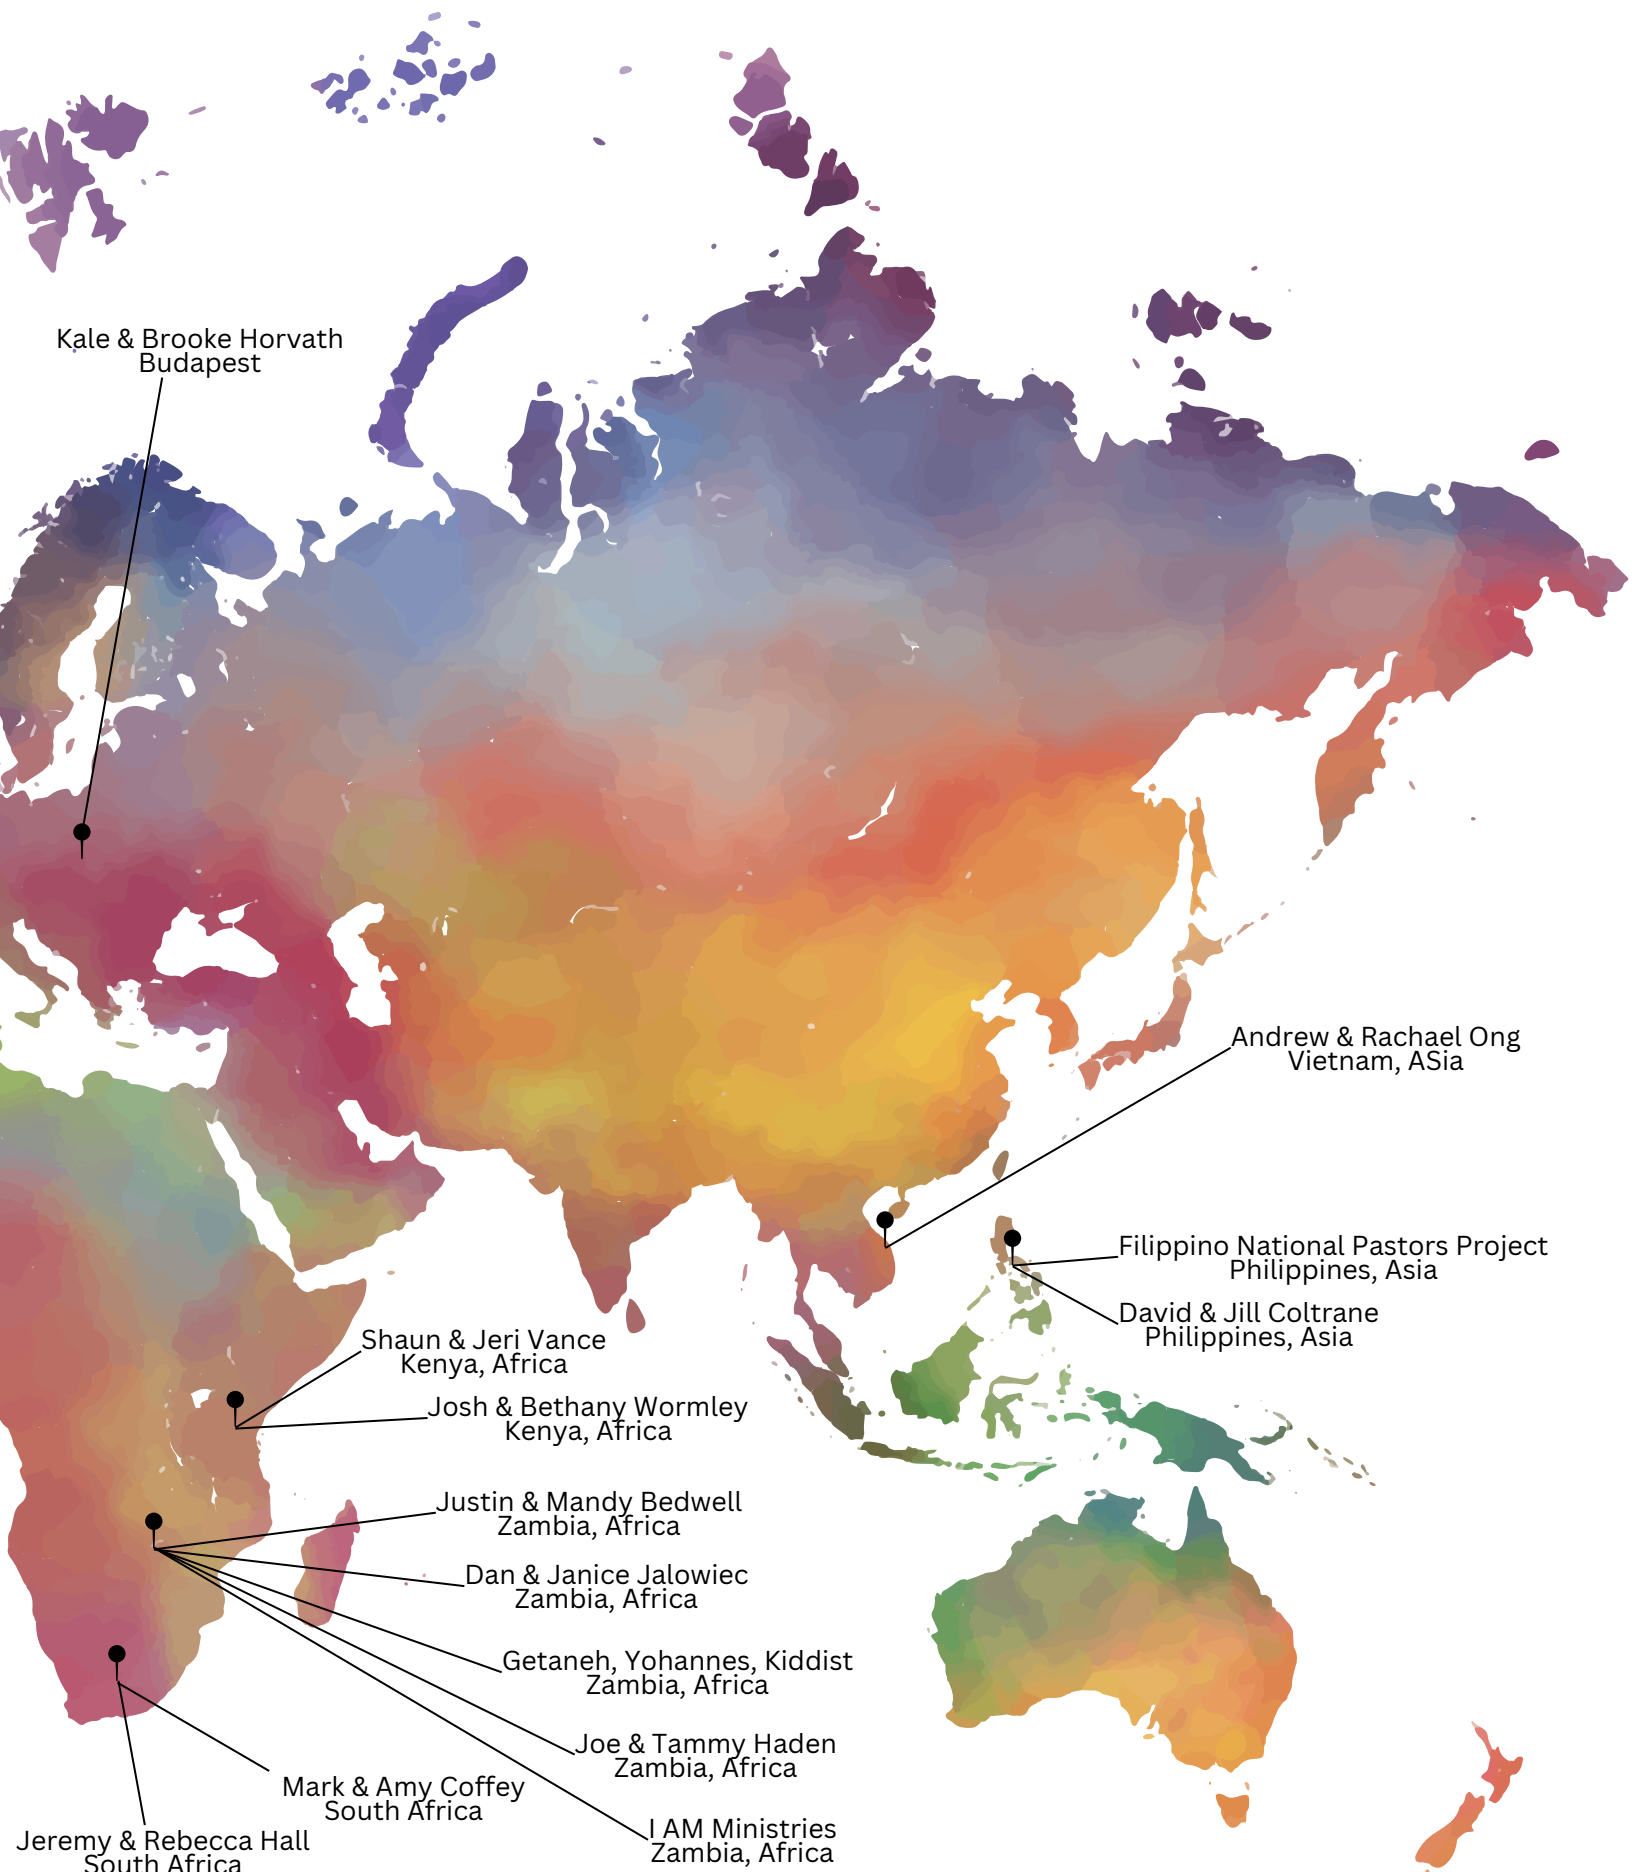 Kale & Brooke Horvath
Budapest
Andrew & Rachael Ong
Vietnam, ASia
Filippino National Pastors Project
Philippines, Asia
David & Jill Coltrane
Philippines, Asia
Shaun & Jeri Vance
Kenya, Africa
Josh & Bethany Wormley
Kenya, Africa
Justin & Mandy Bedwell
Zambia, Africa
Dan & Janice Jalowiec
Zambia, Africa
Getaneh, Yohannes, Kiddist
Zambia, Africa
Joe & Tammy Haden
Zambia, Africa
Mark & Amy Coffey
South Africa
I AM Ministries
Zambia, Africa
Jeremy & Rebecca Hall
South Africa